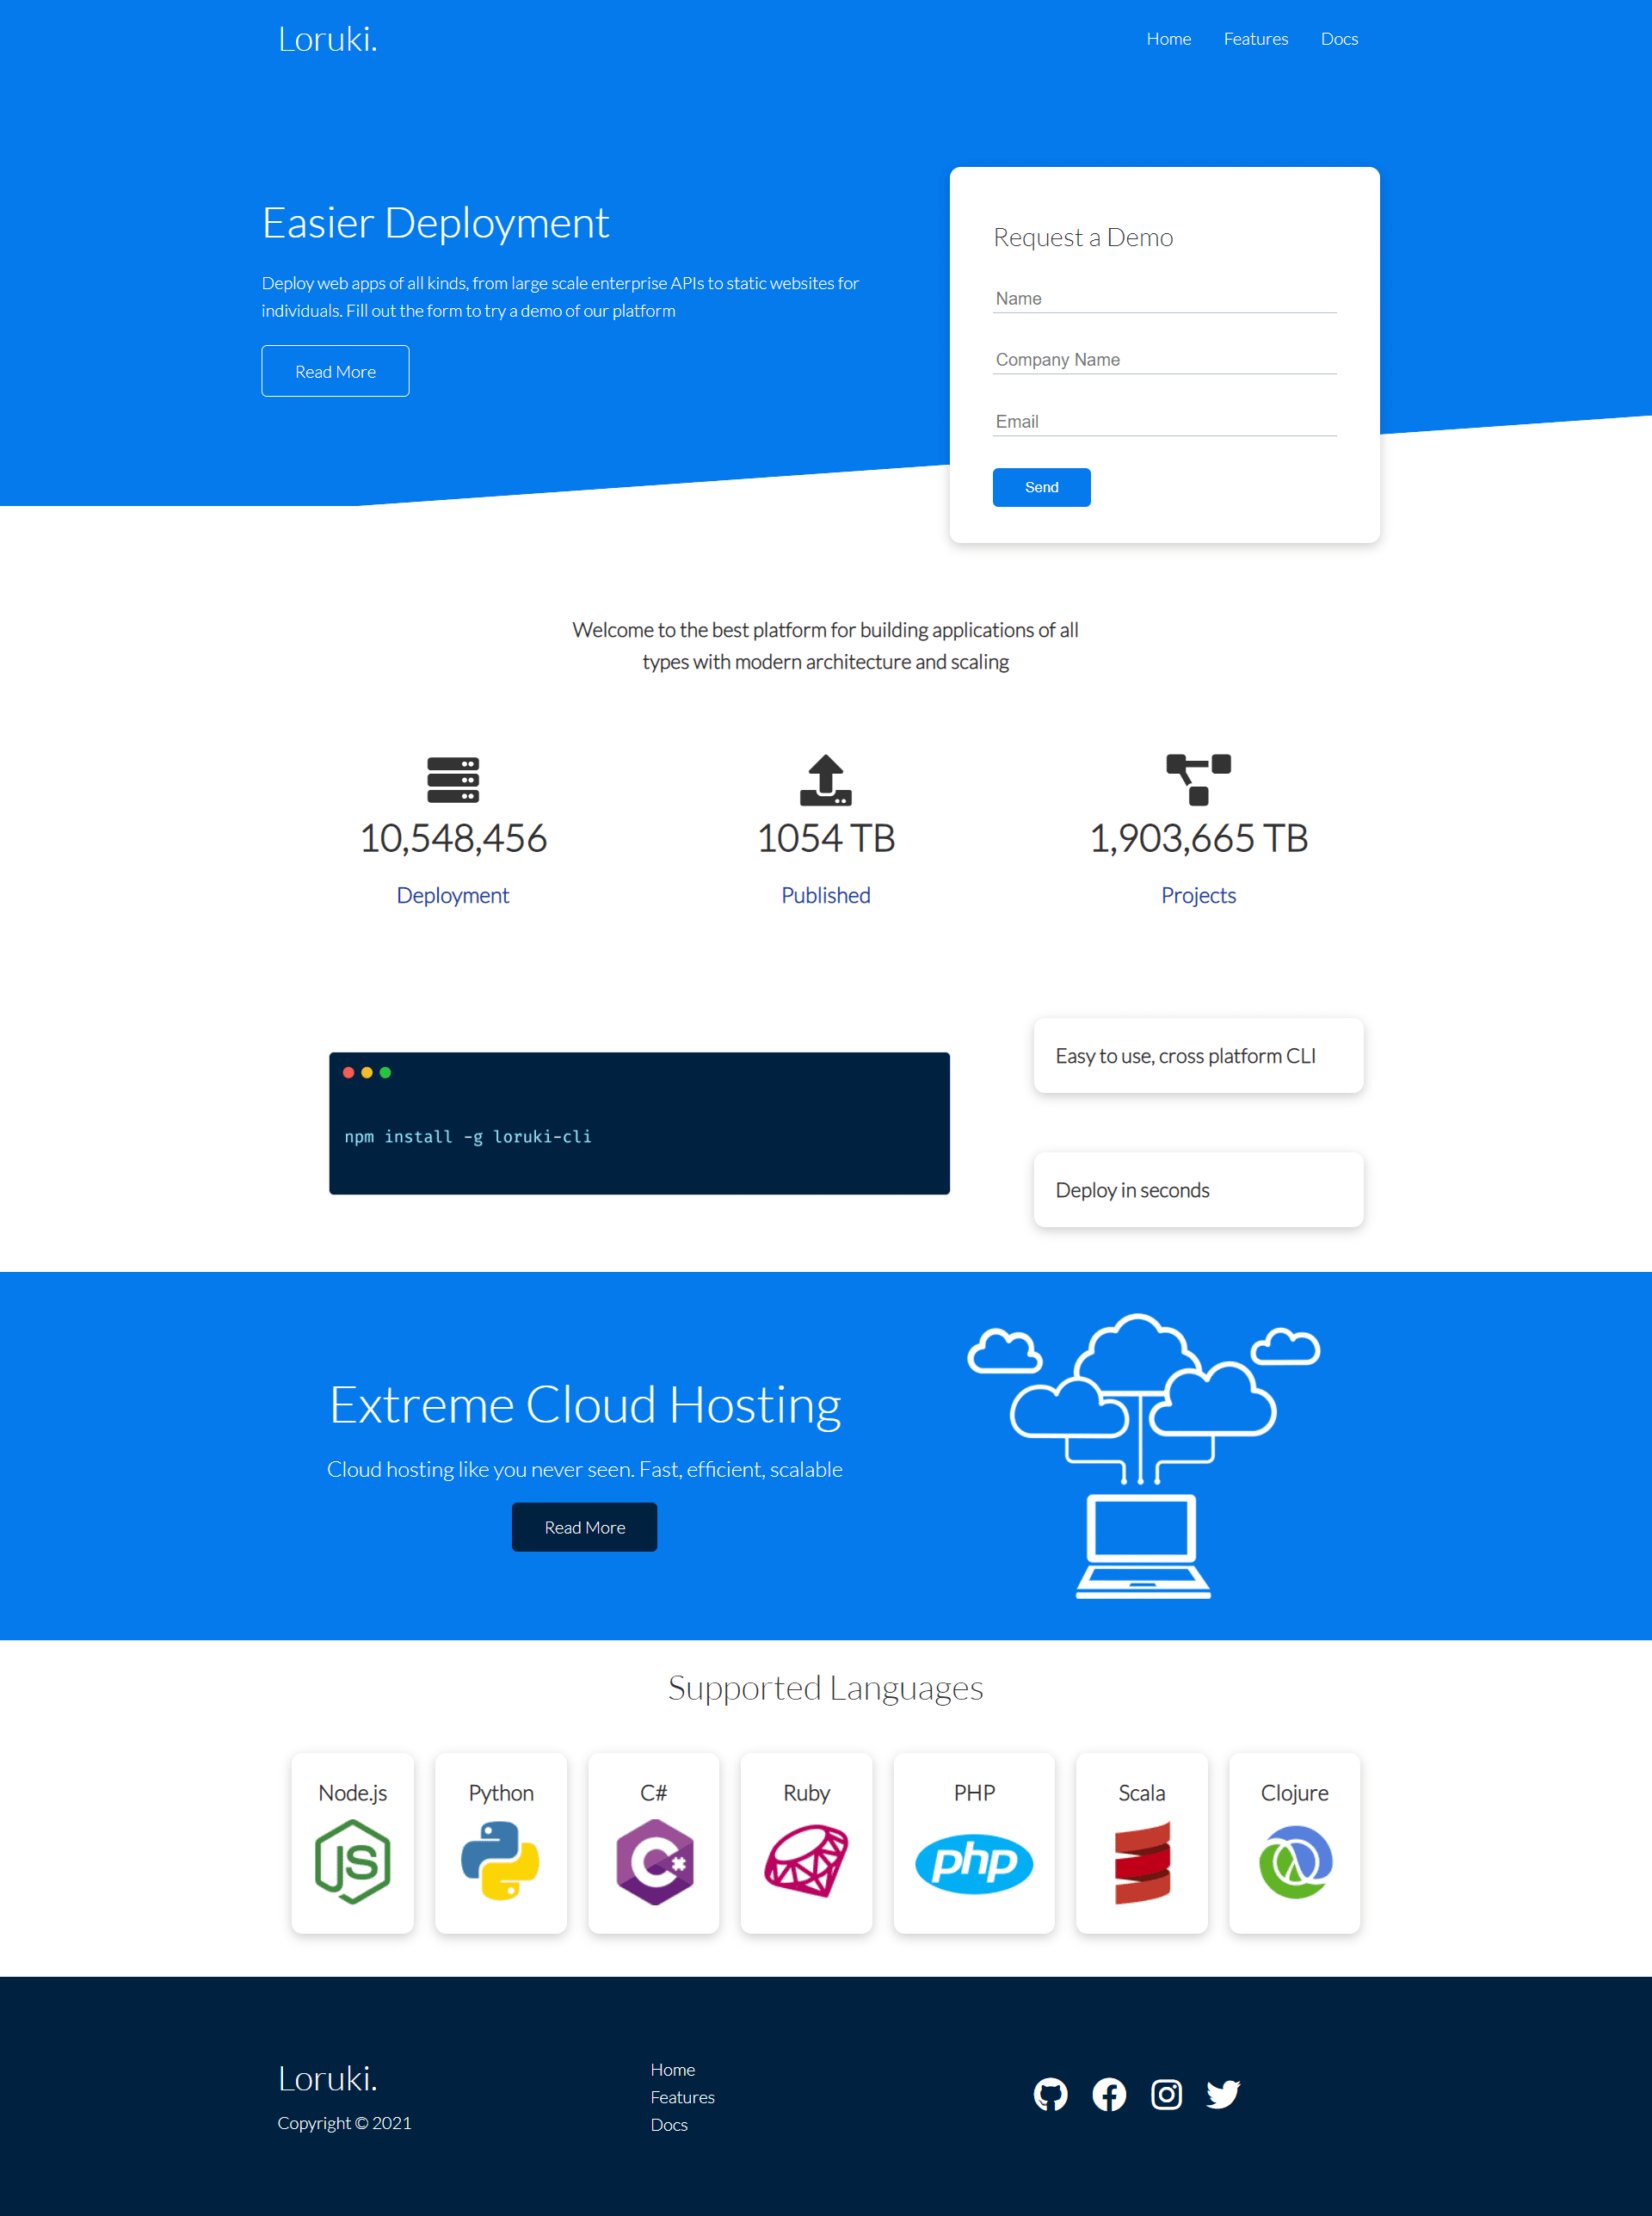 Loruki.
Home Features Docs
Easier Deployment
Deploy web apps of all kinds, from large scale enterprise APIs to static websites for
individuals. Fill out the form to try a demo of our platform
Read More
Request a Demo
Name
Company Name
Email
Send
Welcome to the best platform for building applications of all
types with modern architecture and scaling
10,548,456
Deployment
1054 TB
Published
1,903,665 TB
Projects
npm install -g loruki-cli
Easy to use, cross platform CLI
Deploy in seconds
Extreme Cloud Hosting
Cloud hosting like you never seen. Fast, efficient, scalable
Read More
Supported Languages
Node.js
JS
Python
C#
C#
Ruby
PHP
php
Scala
Clojure
Loruki.
Copyright © 2021
Home
Features
Docs